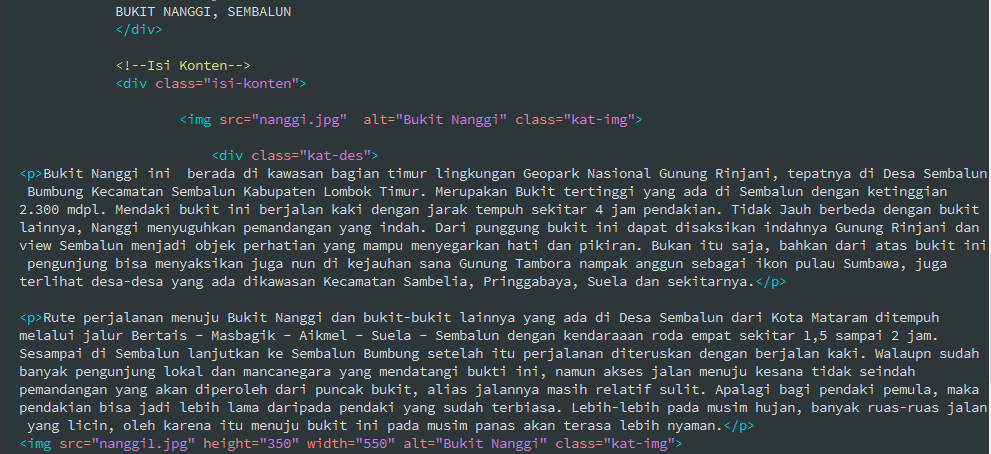 BUKIT NANGGI, SEMBALUN
</div>
<!--Isi Konten-->
<div class="isi-konten">
<img src="nanggi.jpg"  alt="Bukit Nanggi" class="kat-img">
<div class="kat-des">
<p>Bukit Nanggi ini  berada di kawasan bagian timur lingkungan Geopark Nasional Gunung Rinjani, tepatnya di Desa Sembalun
Bumbung Kecamatan Sembalun Kabupaten Lombok Timur. Merupakan Bukit tertinggi yang ada di Sembalun dengan ketinggian
2.300 mdpl. Mendaki bukit ini berjalan kaki dengan jarak tempuh sekitar 4 jam pendakian. Tidak Jauh berbeda dengan bukit
lainnya, Nanggi menyuguhkan pemandangan yang indah. Dari punggung bukit ini dapat disaksikan indahnya Gunung Rinjani dan
view Sembalun menjadi objek perhatian yang mampu menyegarkan hati dan pikiran. Bukan itu saja, bahkan dari atas bukit ini
pengunjung bisa menyaksikan juga nun di kejauhan sana Gunung Tambora nampak anggun sebagai ikon pulau Sumbawa, juga
terlihat desa-desa yang ada dikawasan Kecamatan Sambelia, Pringgabaya, Suela dan sekitarnya.</p>
<p>Rute perjalanan menuju Bukit Nanggi dan bukit-bukit lainnya yang ada di Desa Sembalun dari Kota Mataram ditempuh
melalui jalur Bertais – Masbagik – Aikmel – Suela – Sembalun dengan kendaraaan roda empat sekitar 1,5 sampai 2 jam.
Sesampai di Sembalun lanjutkan ke Sembalun Bumbung setelah itu perjalanan diteruskan dengan berjalan kaki. Walaupn sudah
banyak pengunjung lokal dan mancanegara yang mendatangi bukti ini, namun akses jalan menuju kesana tidak seindah
pemandangan yang akan diperoleh dari puncak bukit, alias jalannya masih relatif sulit. Apalagi bagi pendaki pemula, maka
pendakian bisa jadi lebih lama daripada pendaki yang sudah terbiasa. Lebih-lebih pada musim hujan, banyak ruas-ruas jalan
yang licin, oleh karena itu menuju bukit ini pada musim panas akan terasa lebih nyaman.</p>
<img src="nanggi1.jpg" height="350" width="550" alt="Bukit Nanggi" class="kat-img">